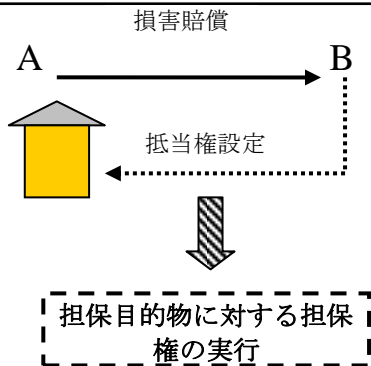 損害賠償
A
B
抵当権設定
担保目的物に対する担保
権の実行